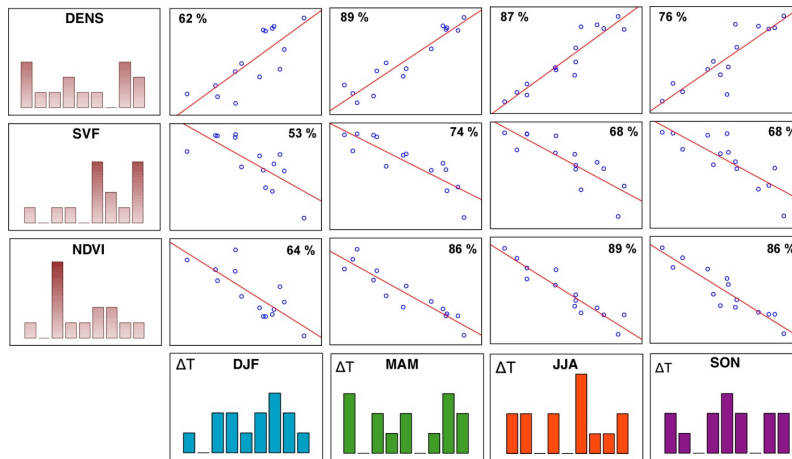 DENS
62 %
89 %
87 %
76 %
SVF
53 %
74 %
68 %
68 %
NDVI
64 %
86 %
89 %
86 %
ΔT DJF
ΔT MAM
ΔT JJA
ΔT SON